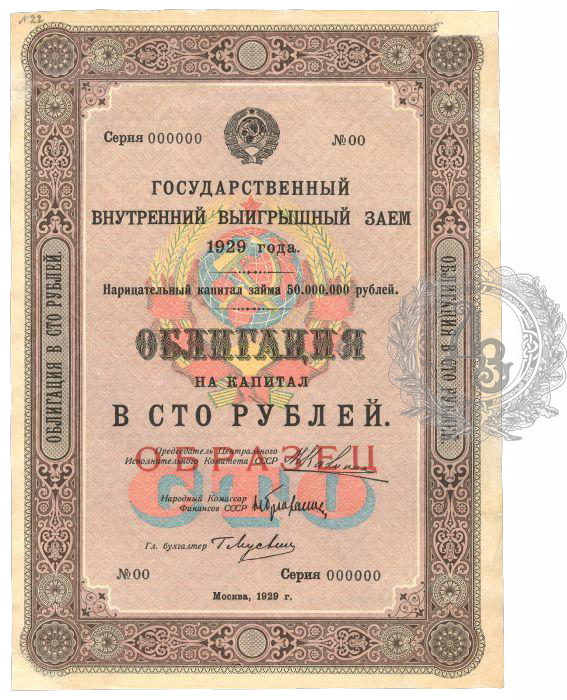 №22
Серия 000000 №00
ГОСУДАРСТВЕННЫЙ
ВНУТРЕННИЙ ВЫИГРЫШНЫЙ ЗАЕМ
1929 года.
Нарицательный капитал займа 50.000.000 рублей.
ОБЛИГАЦИЯ
НА КАПИТАЛ
В СТО РУБЛЕЙ.
Председатель Центрального
Исполнительного Комитета СССР
ОБРАЗЕЦ
СТО
Народный Комиссар
Финансов СССР
Гл. бухгалтер
№00 Серия 000000
Москва, 1929 г.
ОБЛИГАЦИЯ В СТО РУБЛЕЙ.
ОБЛИГАЦИЯ В СТО РУБЛЕЙ.